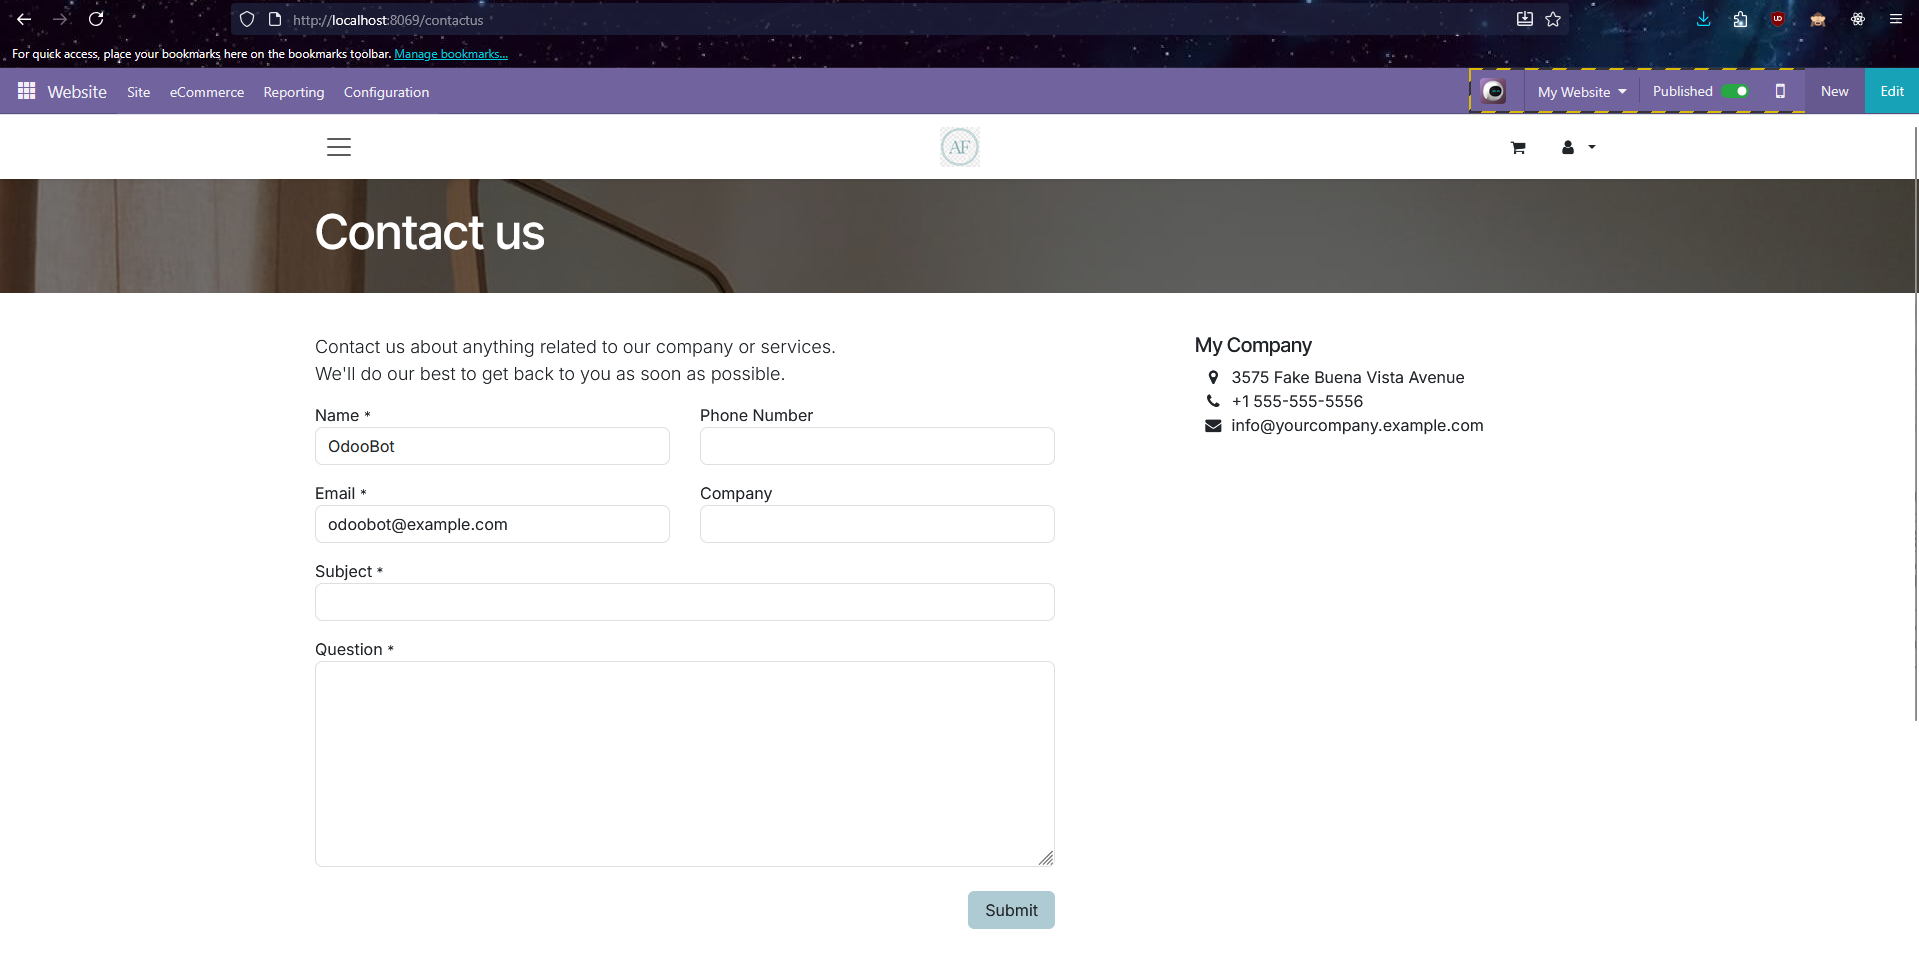 http://localhost:8069/contactus
For quick access, place your bookmarks here on the bookmarks toolbar. Manage bookmarks...
Website Site eCommerce Reporting Configuration My Website Published New Edit
AF
Contact us
Contact us about anything related to our company or services.
We'll do our best to get back to you as soon as possible.
Name * Phone Number
OdooBot
Email * Company
odoobot@example.com
Subject *
Question *
Submit
My Company
3575 Fake Buena Vista Avenue
+1 555-555-5556
info@yourcompany.example.com